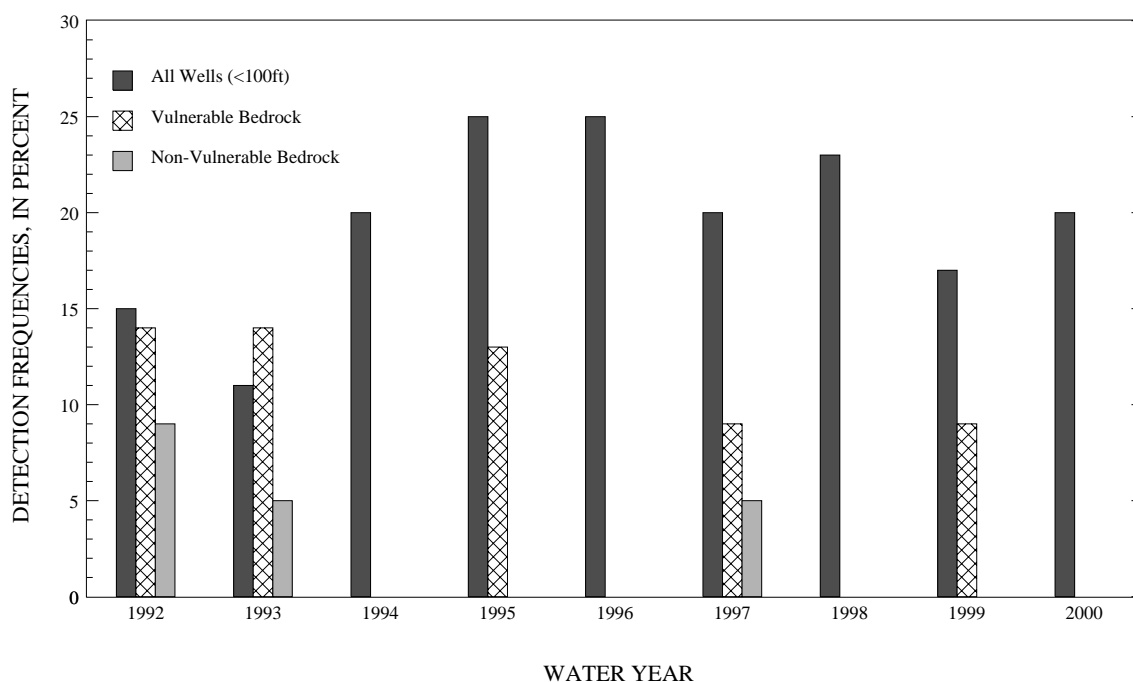 DETECTION FREQUENCIES, IN PERCENT
30
25
20
15
10
5
0
All Wells (<100ft)
Vulnerable Bedrock
Non-Vulnerable Bedrock
1992 1993 1994 1995 1996 1997 1998 1999 2000
WATER YEAR